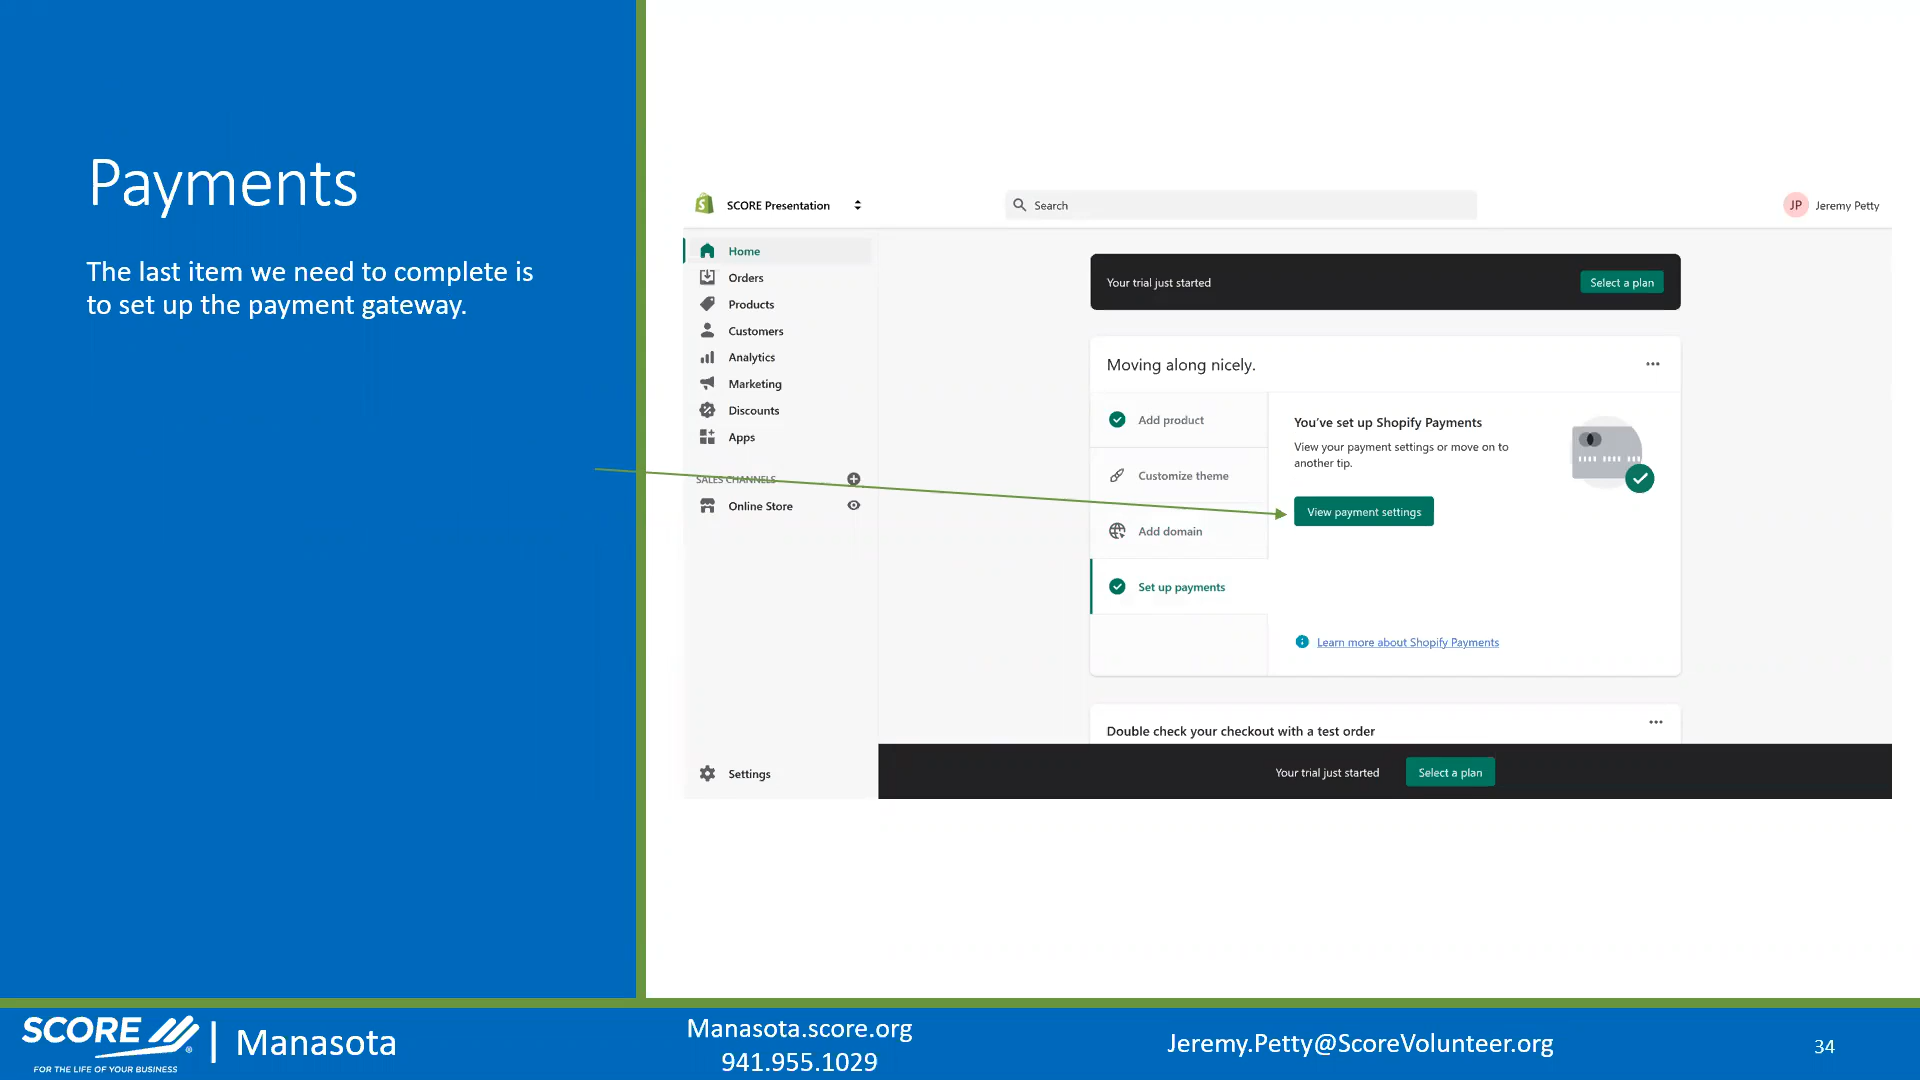 Payments
The last item we need to complete is
to set up the payment gateway.
SCORE Presentation
Search
JP Jeremy Petty
Home
Orders
Products
Customers
Analytics
Marketing
Discounts
Apps
SALES CHANNELS
Online Store
Settings
Your trial just started
Select a plan
Moving along nicely.
Add product
Customize theme
Add domain
Set up payments
You've set up Shopify Payments
View your payment settings or move on to
another tip.
View payment settings
Learn more about Shopify Payments
Double check your checkout with a test order
Your trial just started
Select a plan
SCORE ®
FOR THE LIFE OF YOUR BUSINESS
Manasota
Manasota.score.org
941.955.1029
Jeremy.Petty@ScoreVolunteer.org
34